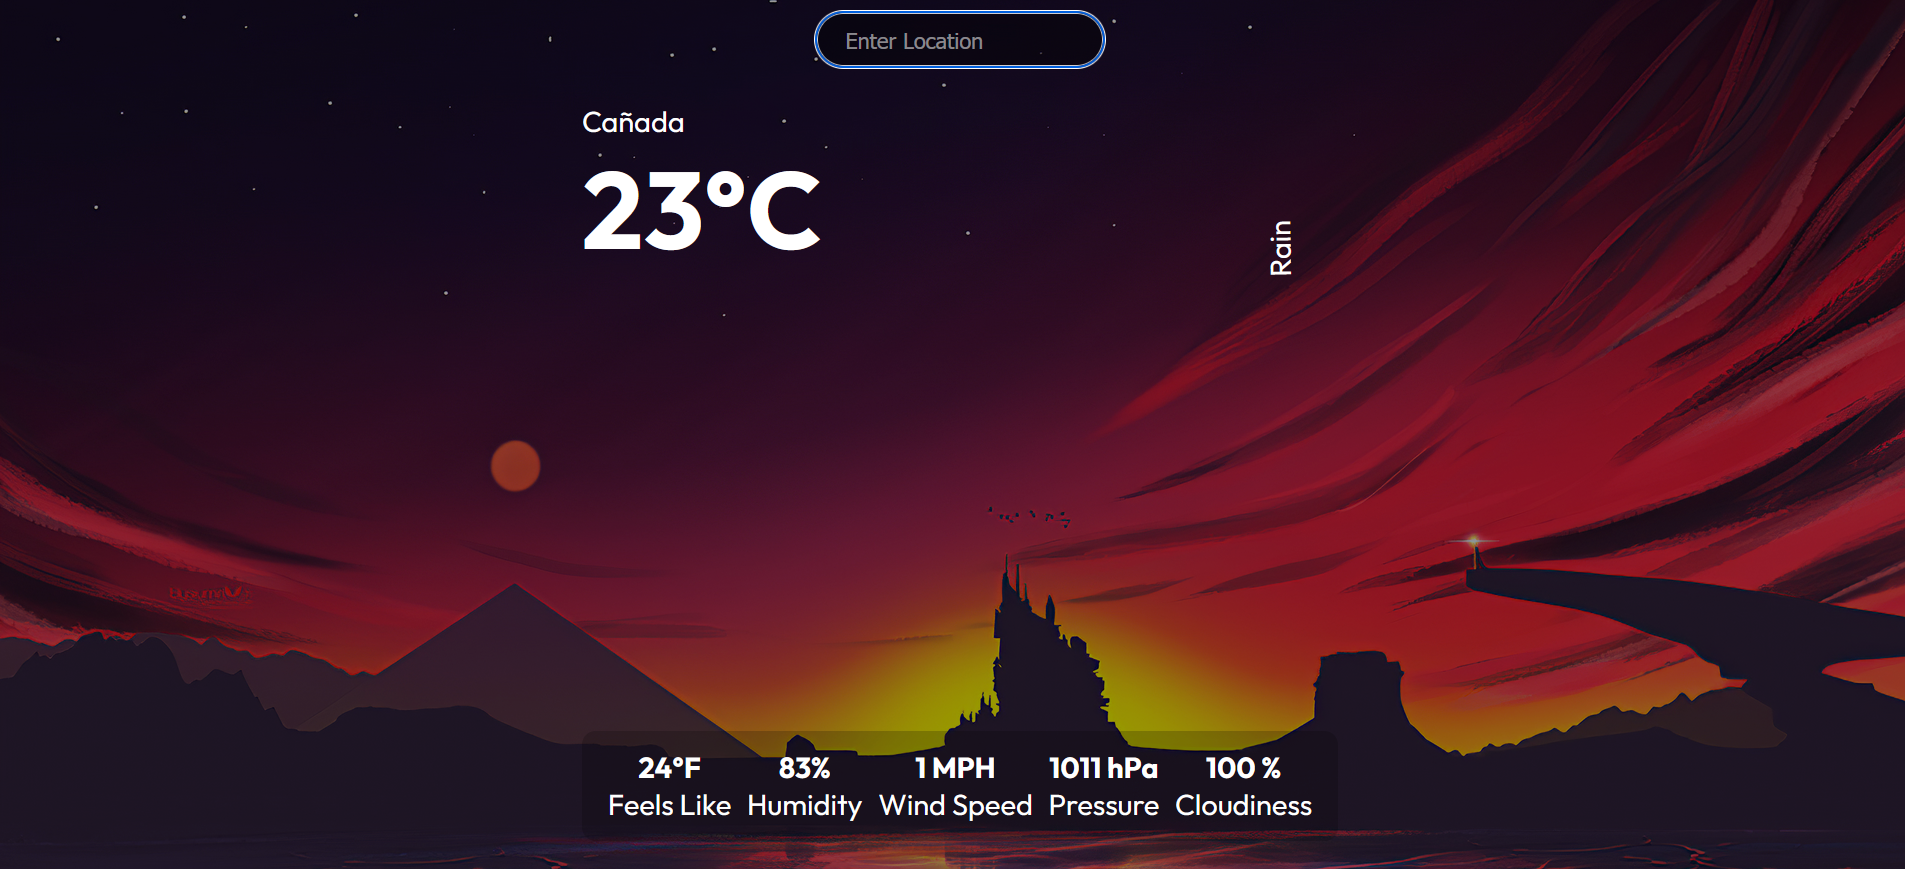 Enter Location
Cañada
23°C
Rain
24°F 83% 1 MPH 1011 hPa 100 %
Feels Like Humidity Wind Speed Pressure Cloudiness